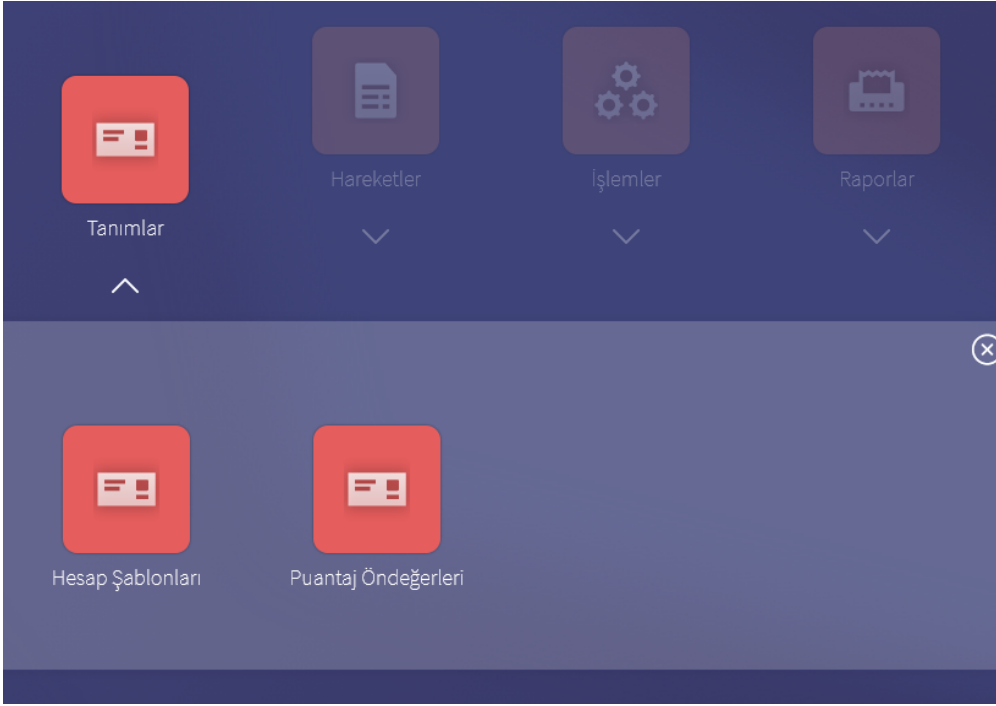 Hareketler
İşlemler
Raporlar
Tanımlar
Hesap Şablonları
Puantaj Öndeğerleri